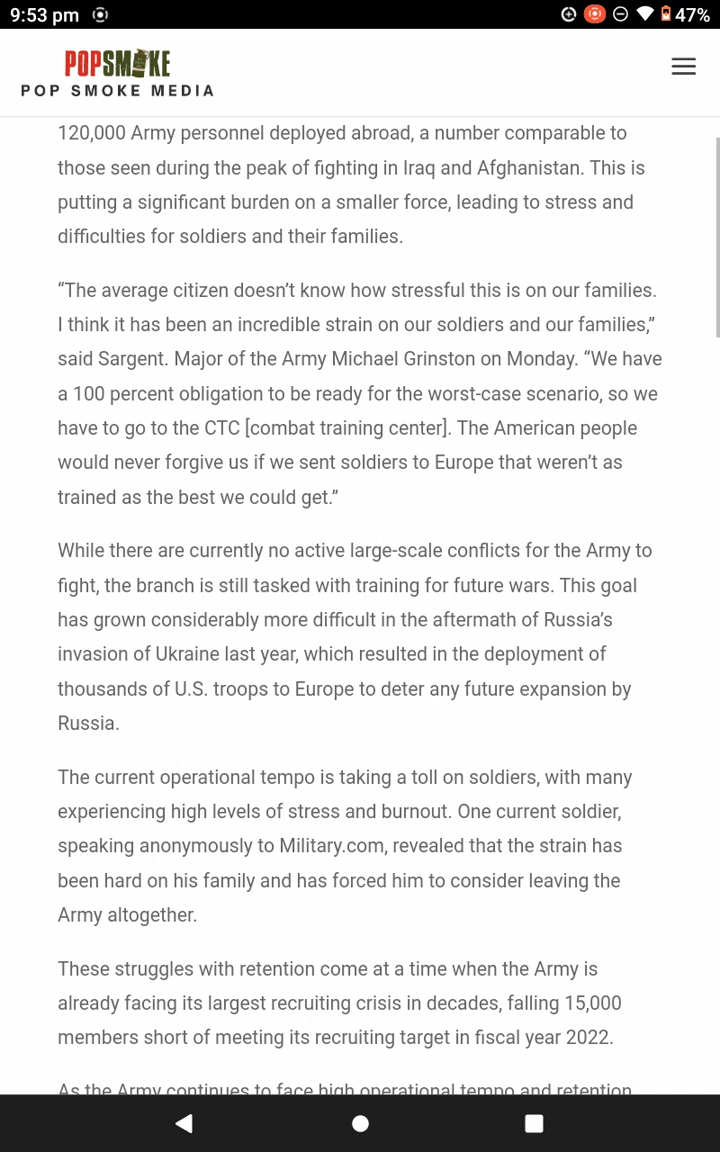 9:53 pm
47%
POPSMOKE
POP SMOKE MEDIA
120,000 Army personnel deployed abroad, a number comparable to
those seen during the peak of fighting in Iraq and Afghanistan. This is
putting a significant burden on a smaller force, leading to stress and
difficulties for soldiers and their families.
“The average citizen doesn’t know how stressful this is on our families.
I think it has been an incredible strain on our soldiers and our families,”
said Sargent. Major of the Army Michael Grinston on Monday. “We have
a 100 percent obligation to be ready for the worst-case scenario, so we
have to go to the CTC [combat training center]. The American people
would never forgive us if we sent soldiers to Europe that weren’t as
trained as the best we could get.”
While there are currently no active large-scale conflicts for the Army to
fight, the branch is still tasked with training for future wars. This goal
has grown considerably more difficult in the aftermath of Russia’s
invasion of Ukraine last year, which resulted in the deployment of
thousands of U.S. troops to Europe to deter any future expansion by
Russia.
The current operational tempo is taking a toll on soldiers, with many
experiencing high levels of stress and burnout. One current soldier,
speaking anonymously to Military.com, revealed that the strain has
been hard on his family and has forced him to consider leaving the
Army altogether.
These struggles with retention come at a time when the Army is
already facing its largest recruiting crisis in decades, falling 15,000
members short of meeting its recruiting target in fiscal year 2022.
As the Army continues to face high operational tempo and retention